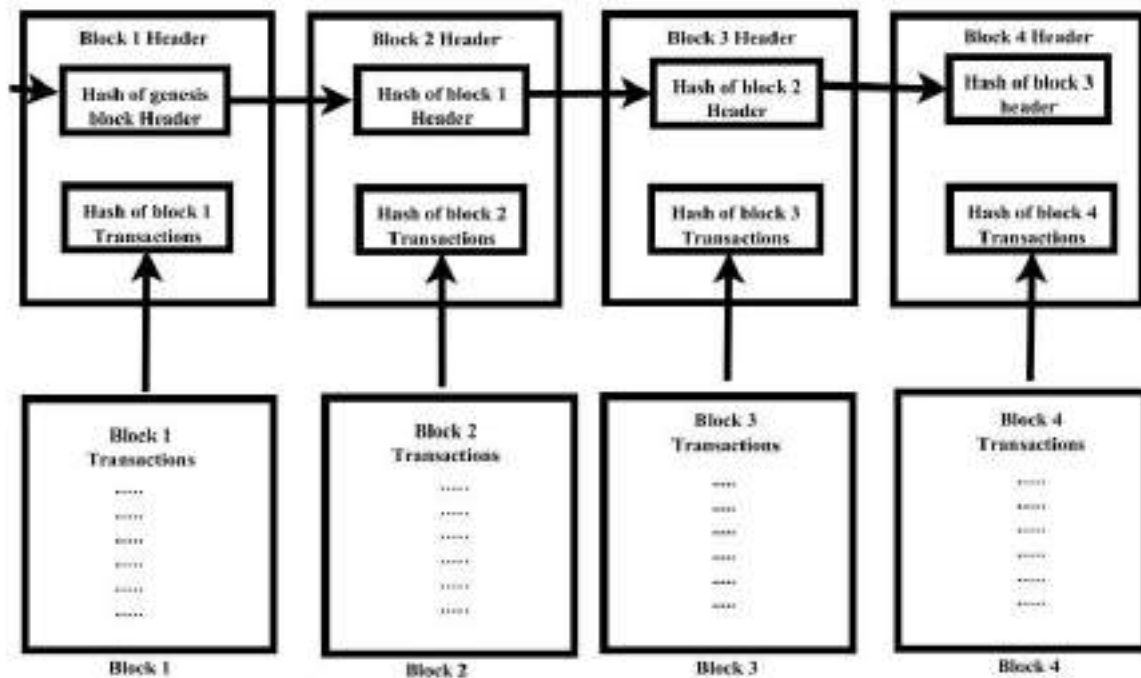 Block 1 Header
Hash of genesis
block Header
Hash of block 1
Transactions
Block 2 Header
Hash of block 1
Header
Hash of block 2
Transactions
Block 3 Header
Hash of block 2
Header
Hash of block 3
Transactions
Block 4 Header
Hash of block 3
header
Hash of block 4
Transactions
Block 1
Transactions
.....
.....
.....
.....
.....
.....
Block 1
Block 2
Transactions
.....
.....
.....
.....
.....
.....
Block 2
Block 3
Transactions
.....
.....
.....
.....
.....
.....
Block 3
Block 4
Transactions
.....
.....
.....
.....
.....
.....
Block 4